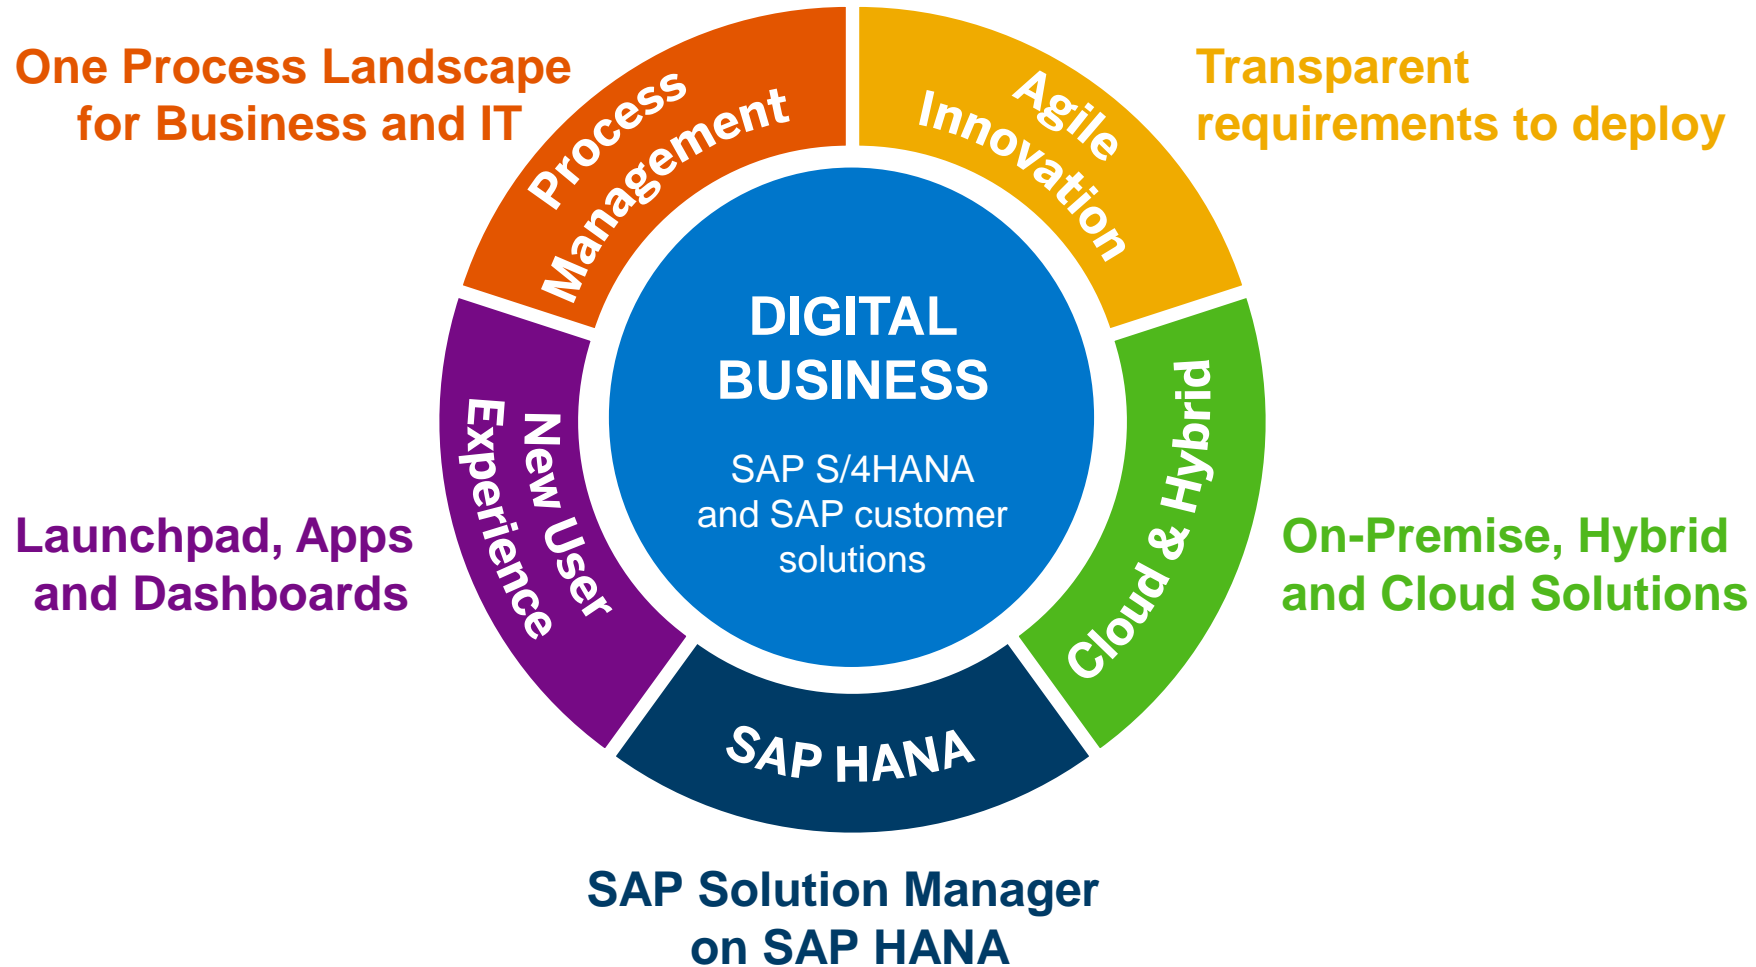 One Process Landscape
for Business and IT
Process
Management
Agile
Innovation
Transparent
requirements to deploy
DIGITAL
BUSINESS
SAP S/4HANA
and SAP customer
solutions
New User
Experience
Cloud & Hybrid
Launchpad, Apps
and Dashboards
On-Premise, Hybrid
and Cloud Solutions
SAP HANA
SAP Solution Manager
on SAP HANA